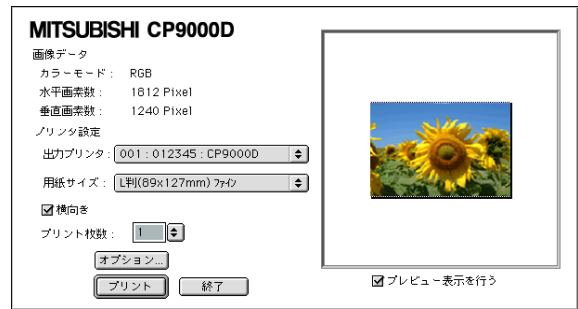 MITSUBISHI CP9000D
画像データ
カラーモード： RGB
水平画素数： 1812 Pixel
垂直画素数： 1240 Pixel
プリンタ設定
出力プリンタ： 001 : 012345 : CP9000D
用紙サイズ： L判(89x127mm) ファイン
横向き
プリント枚数： 1
オプション...
プリント 終了
プレビュー表示を行う